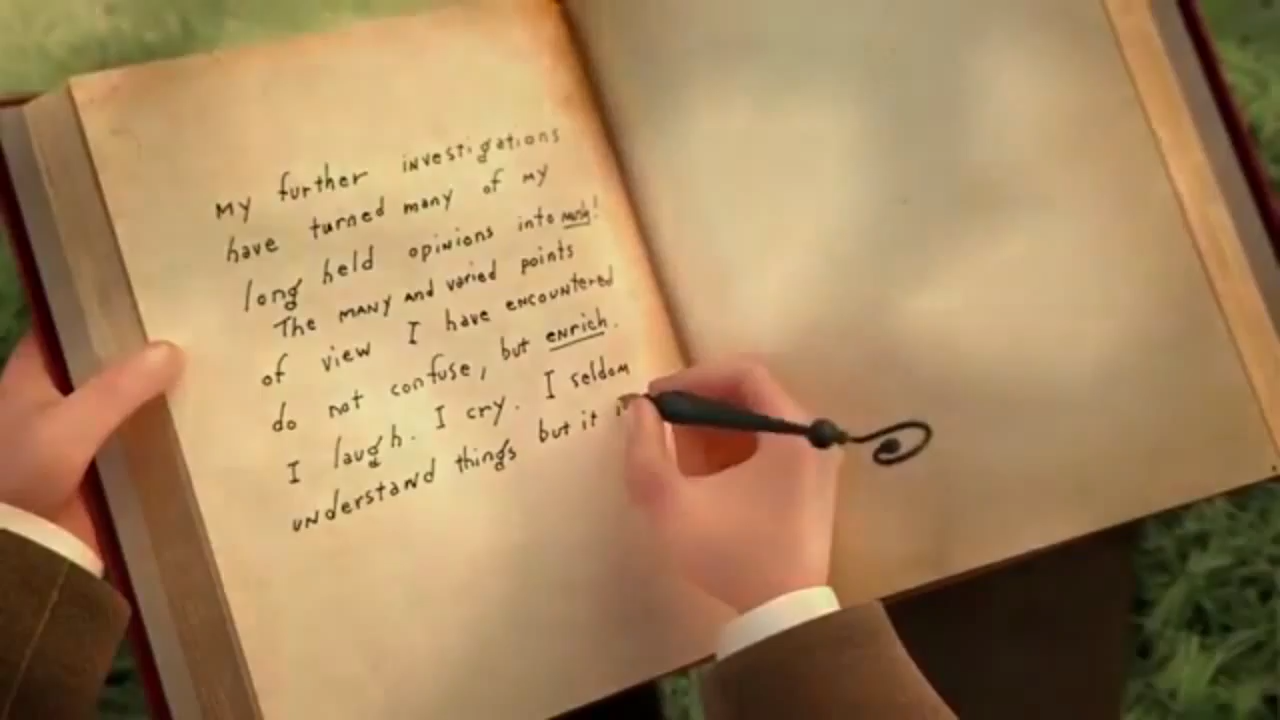 My further investigations
have turned many of my
long held opinions into mush!
The MANY and varied points
of view I have encountered
do not confuse, but enrich.
I laugh. I cry. I seldom
understand things but it